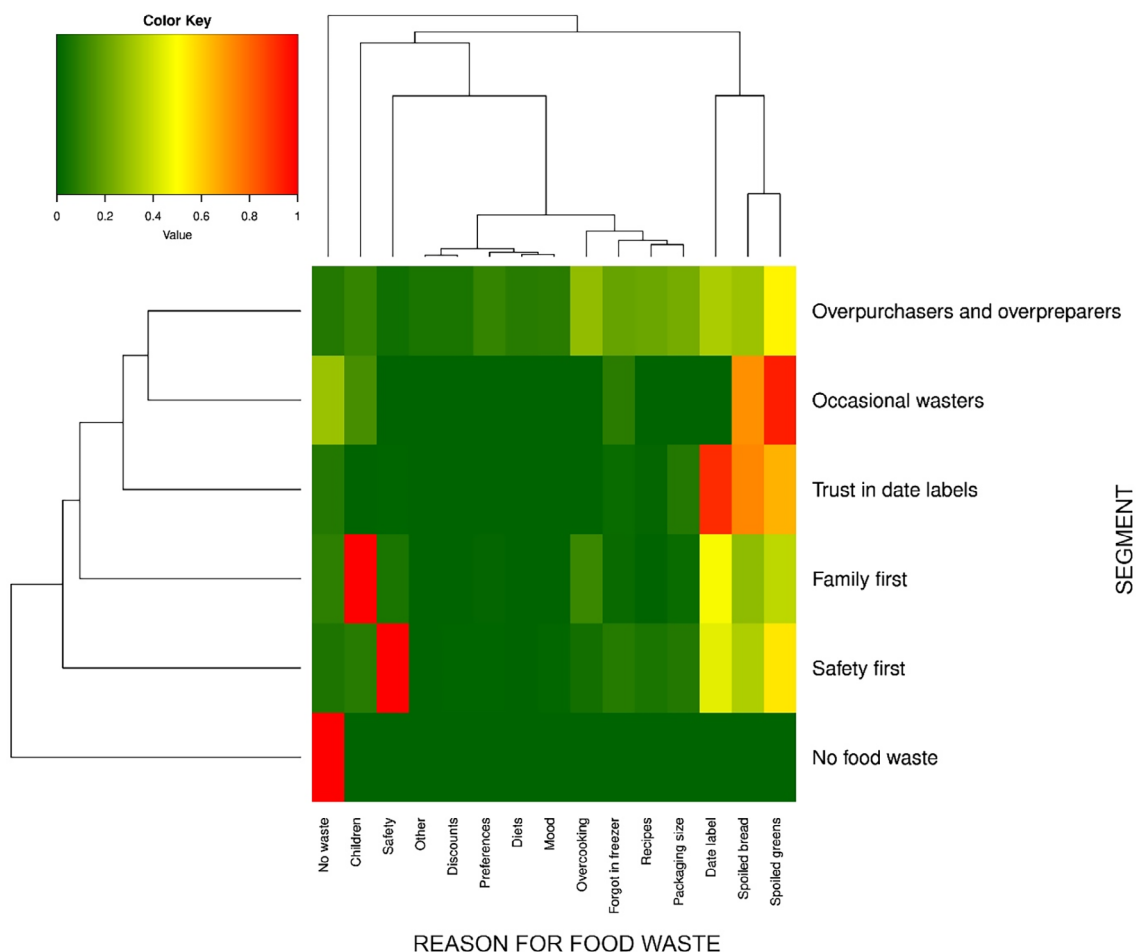 Color Key
0 0.2 0.4 0.6 0.8 1
Value
Overpurchasers and overpreparers
Occasional wasters
Trust in date labels
Family first
Safety first
No food waste
SEGMENT
No waste
Children
Safety
Other
Discounts
Preferences
Diets
Mood
Overcooking
Forgot in freezer
Recipes
Packaging size
Date label
Spoiled bread
Spoiled greens
REASON FOR FOOD WASTE